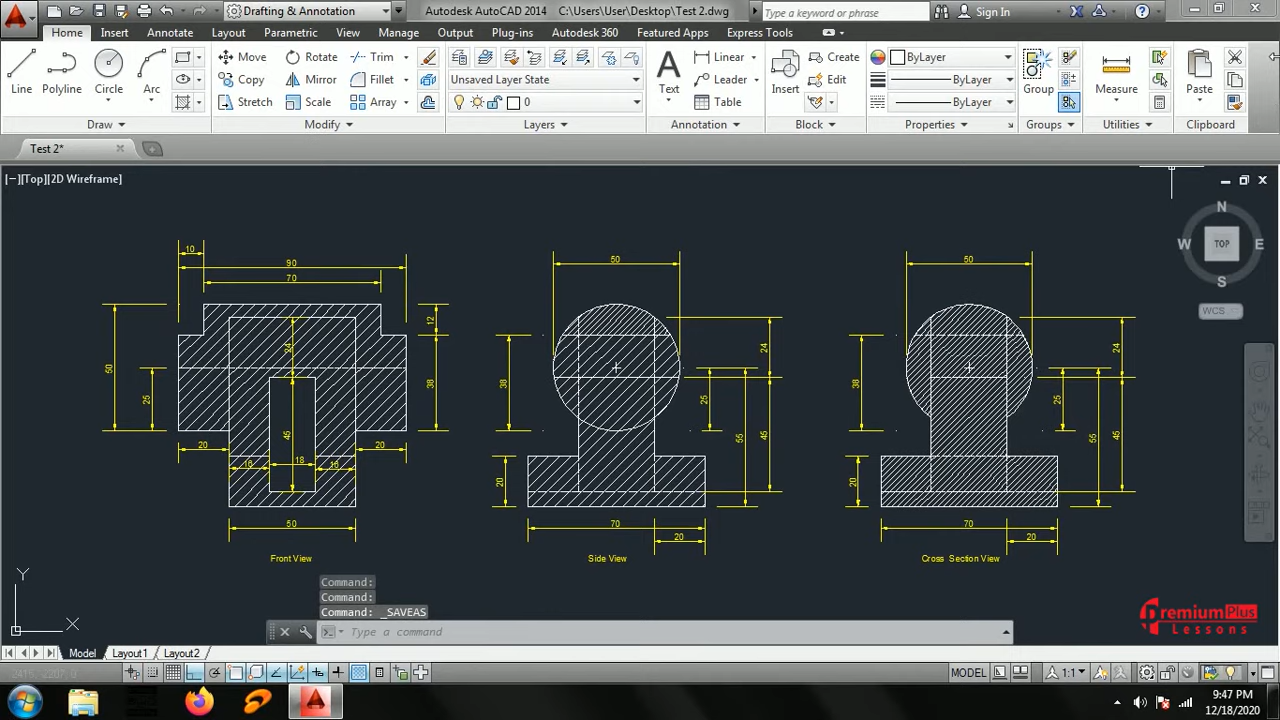 Drafting & Annotation
Autodesk AutoCAD 2014 C:\Users\User\Desktop\Test 2.dwg
Type a keyword or phrase
Sign In
Home Insert Annotate Layout Parametric View Manage Output Plug-ins Autodesk 360 Featured Apps Express Tools
Move Rotate Trim
Copy Mirror Fillet
Stretch Scale Array
Line Polyline Circle Arc
Unsaved Layer State
0
Text
Linear
Leader
Table
Insert
Create
Edit
ByLayer
ByLayer
ByLayer
Group Measure Paste
Draw Modify Layers Annotation Block Properties Groups Utilities Clipboard
Test 2*
[−][Top][2D Wireframe]
N
W TOP E
S
WCS
10
90
70
50
25
24
45
12
38
20 20
18
16
50
Front View
50
38
24
25
55
45
20
70
20
Side View
50
38
24
25
55
45
20
70
20
Cross Section View
Y
X
Command:
Command:
Command: _SAVEAS
Type a command
Premium Plus
Lessons
Model Layout1 Layout2
MODEL
1:1
9:47 PM
12/18/2020